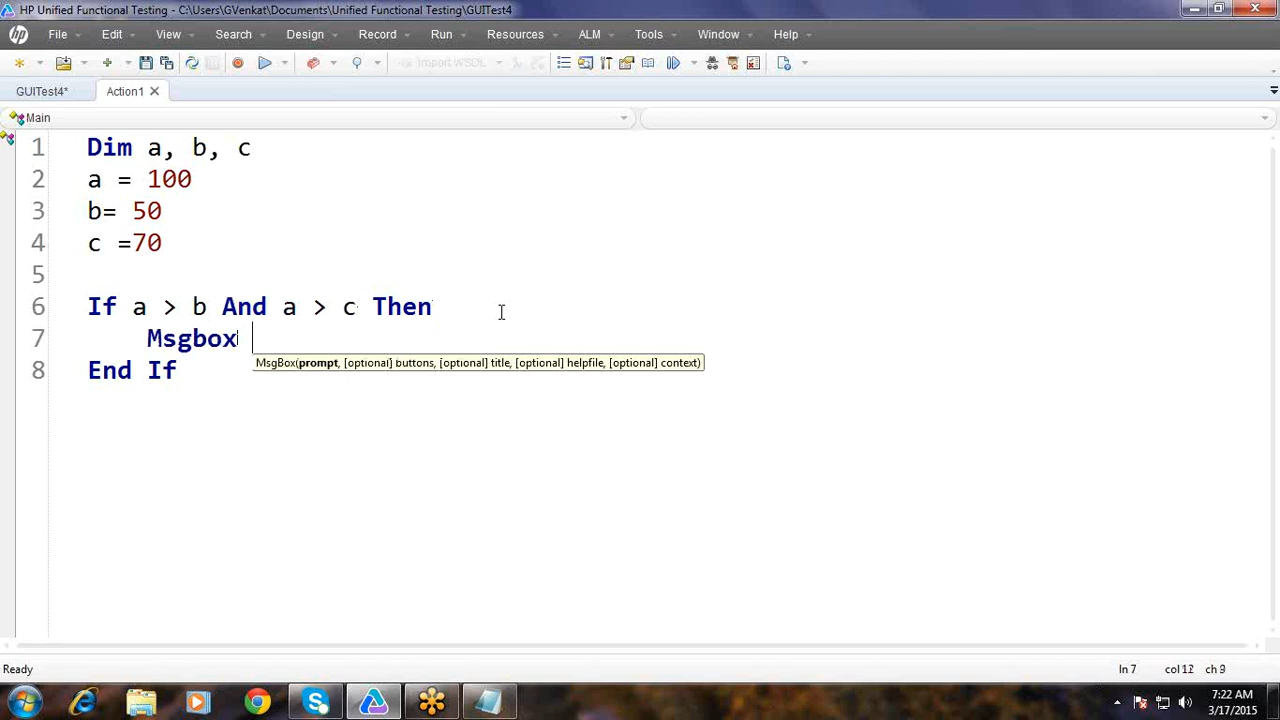 HP Unified Functional Testing - C:\Users\GVenkat\Documents\Unified Functional Testing\GUITest4
hp File Edit View Search Design Record Run Resources ALM Tools Window Help
Import WSDL
GUITest4* Action1
Main
1 Dim a, b, c
2 a = 100
3 b= 50
4 c =70
5
6 If a > b And a > c Then
7 Msgbox
MsgBox(prompt, [optional] buttons, [optional] title, [optional] helpfile, [optional] context)
8 End If
Ready Ln 7 col 12 ch 9
7:22 AM
3/17/2015